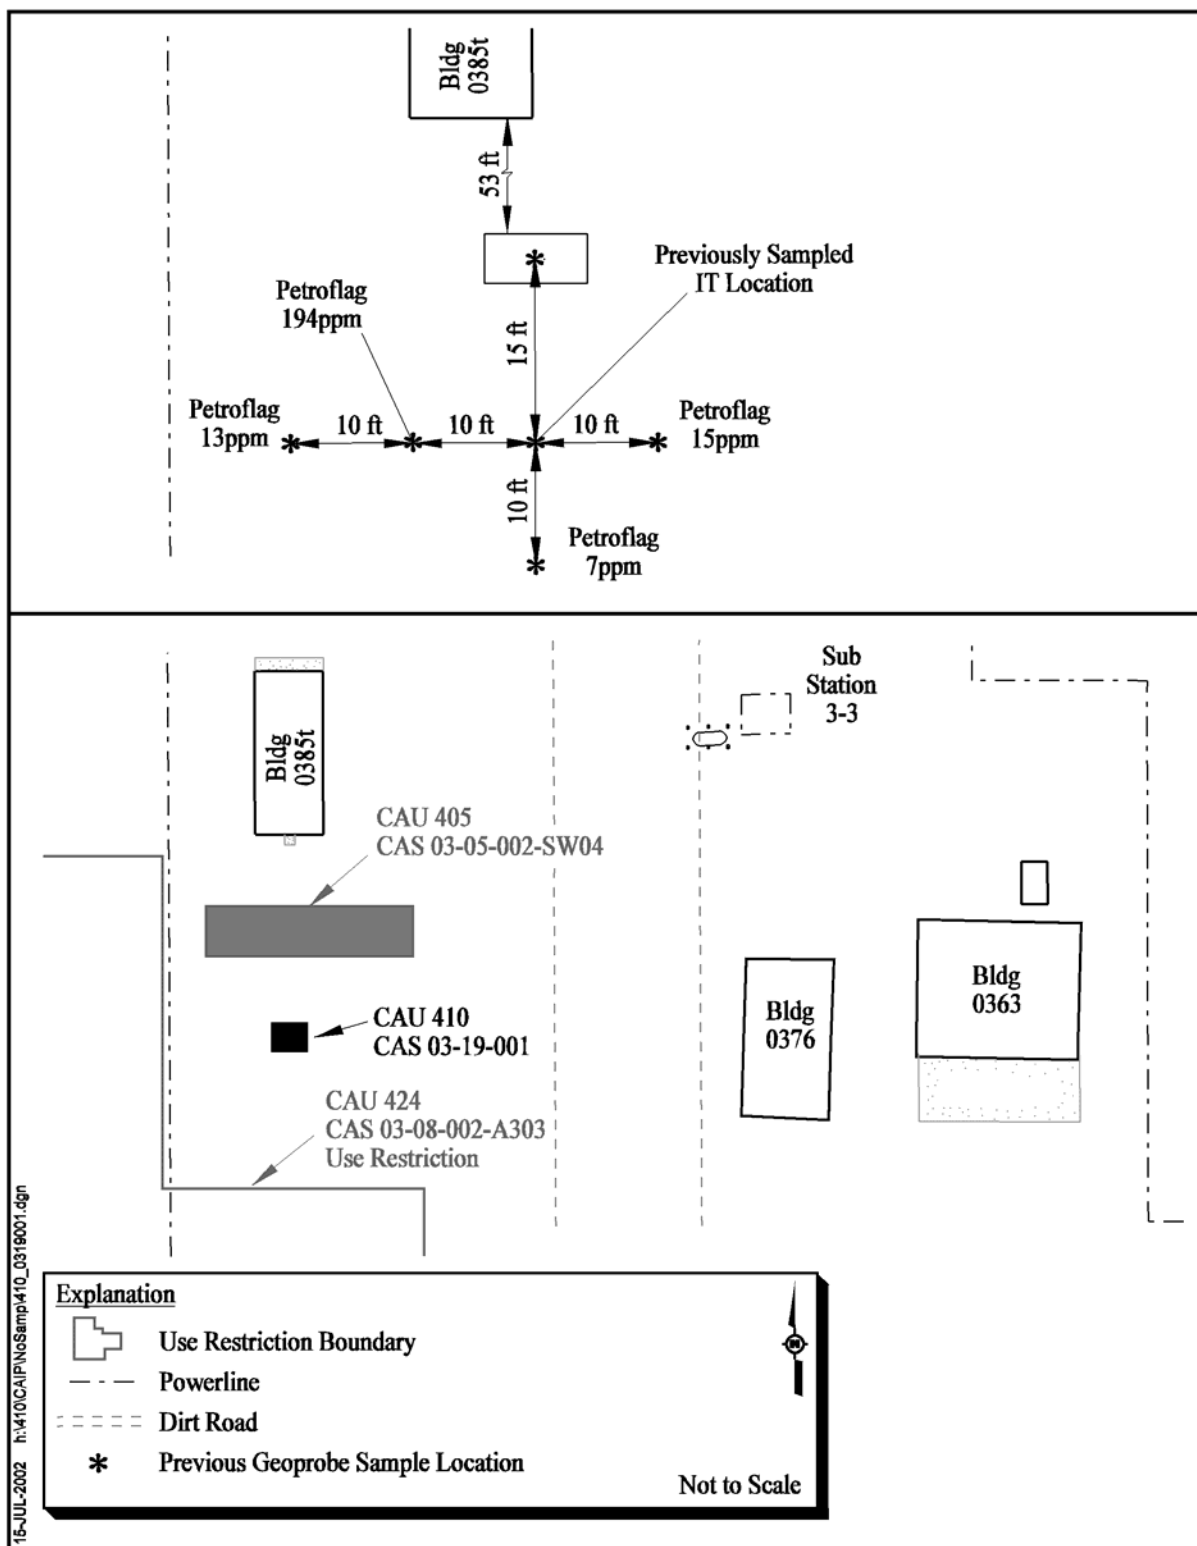 Bldg
0385t
53 ft
Previously Sampled
IT Location
Petroflag
194ppm
15 ft
Petroflag
13ppm
10 ft
10 ft
10 ft
Petroflag
15ppm
10 ft
Petroflag
7ppm
Sub
Station
3-3
Bldg
0385t
CAU 405
CAS 03-05-002-SW04
Bldg
0363
Bldg
0376
CAU 410
CAS 03-19-001
CAU 424
CAS 03-08-002-A303
Use Restriction
Explanation
Use Restriction Boundary
Powerline
Dirt Road
Previous Geoprobe Sample Location
N
Not to Scale
15-JUL-2002 h:\410\CAIP\NoSamp\410_0319001.dgn